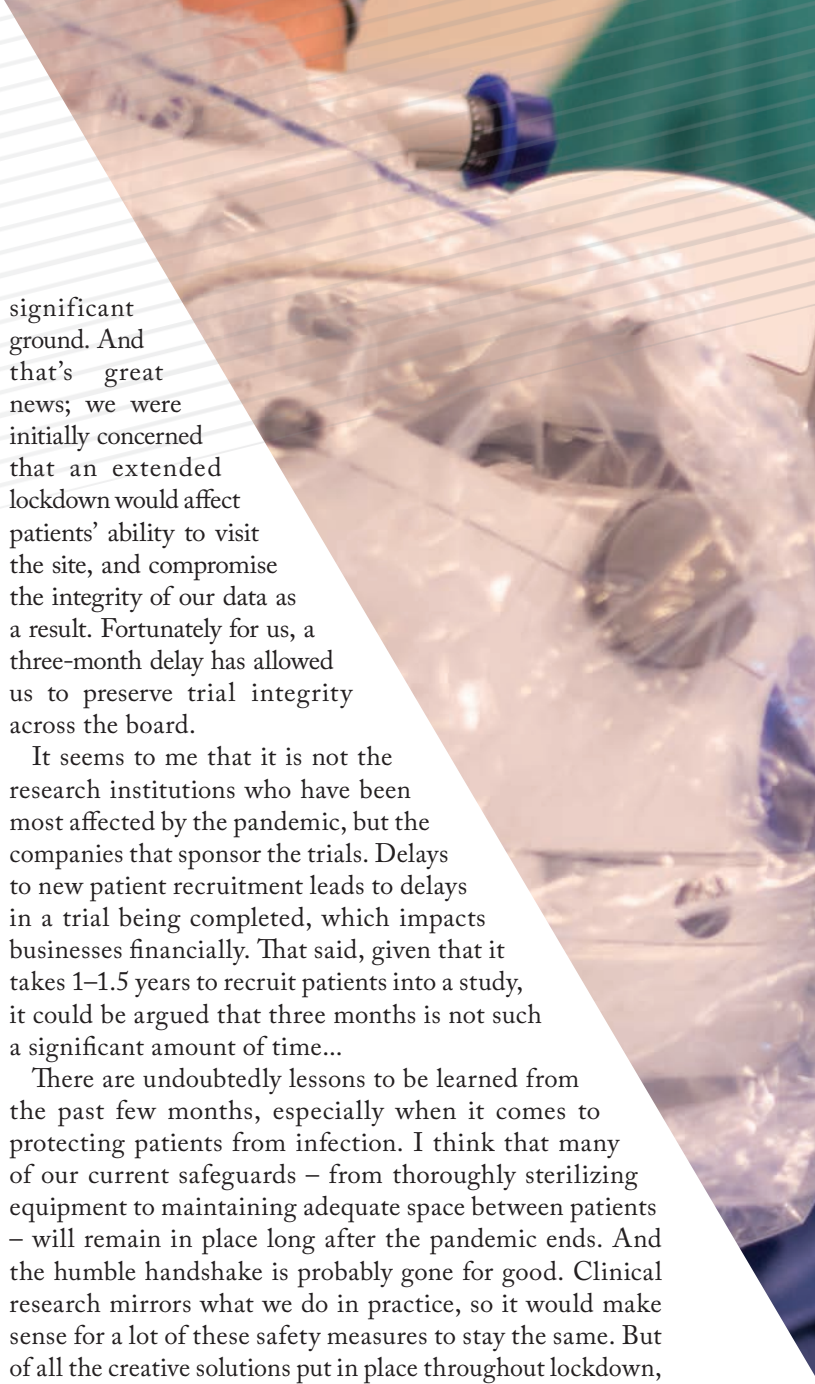 significant
ground. And
that's great
news; we were
initially concerned
that an extended
lockdown would affect
patients' ability to visit
the site, and compromise
the integrity of our data as
a result. Fortunately for us, a
three-month delay has allowed
us to preserve trial integrity
across the board.
It seems to me that it is not the
research institutions who have been
most affected by the pandemic, but the
companies that sponsor the trials. Delays
to new patient recruitment leads to delays
in a trial being completed, which impacts
businesses financially. That said, given that it
takes 1–1.5 years to recruit patients into a study,
it could be argued that three months is not such
a significant amount of time...
There are undoubtedly lessons to be learned from
the past few months, especially when it comes to
protecting patients from infection. I think that many
of our current safeguards – from thoroughly sterilizing
equipment to maintaining adequate space between patients
– will remain in place long after the pandemic ends. And
the humble handshake is probably gone for good. Clinical
research mirrors what we do in practice, so it would make
sense for a lot of these safety measures to stay the same. But
of all the creative solutions put in place throughout lockdown,